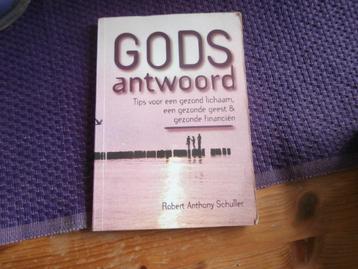 GODS
antwoord
Tips voor een gezond lichaam,
een gezonde geest &
gezonde financiën
Robert Anthony Schuller